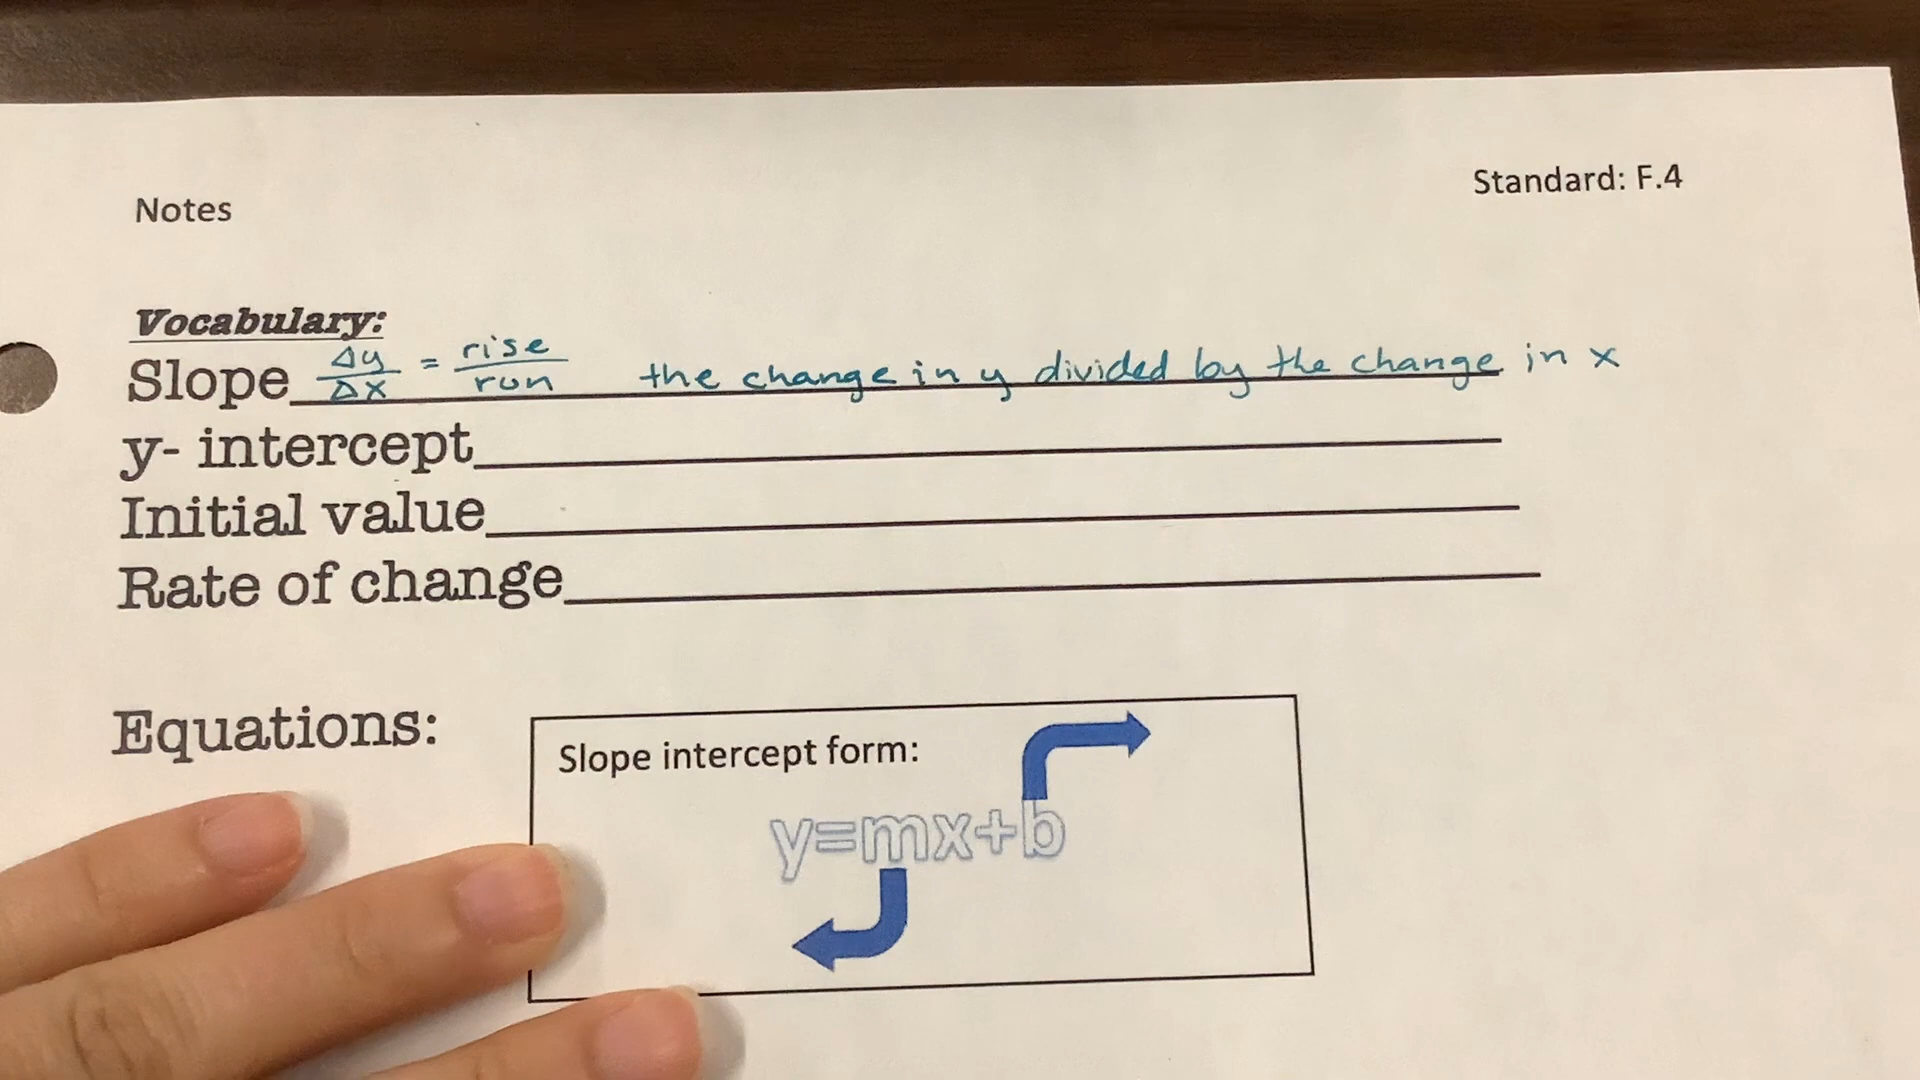 Notes
Standard: F.4
Vocabulary:
Slope Δy/Δx = rise/run the change in y divided by the change in x
y- intercept
Initial value
Rate of change
Equations:
Slope intercept form:
y=mx+b